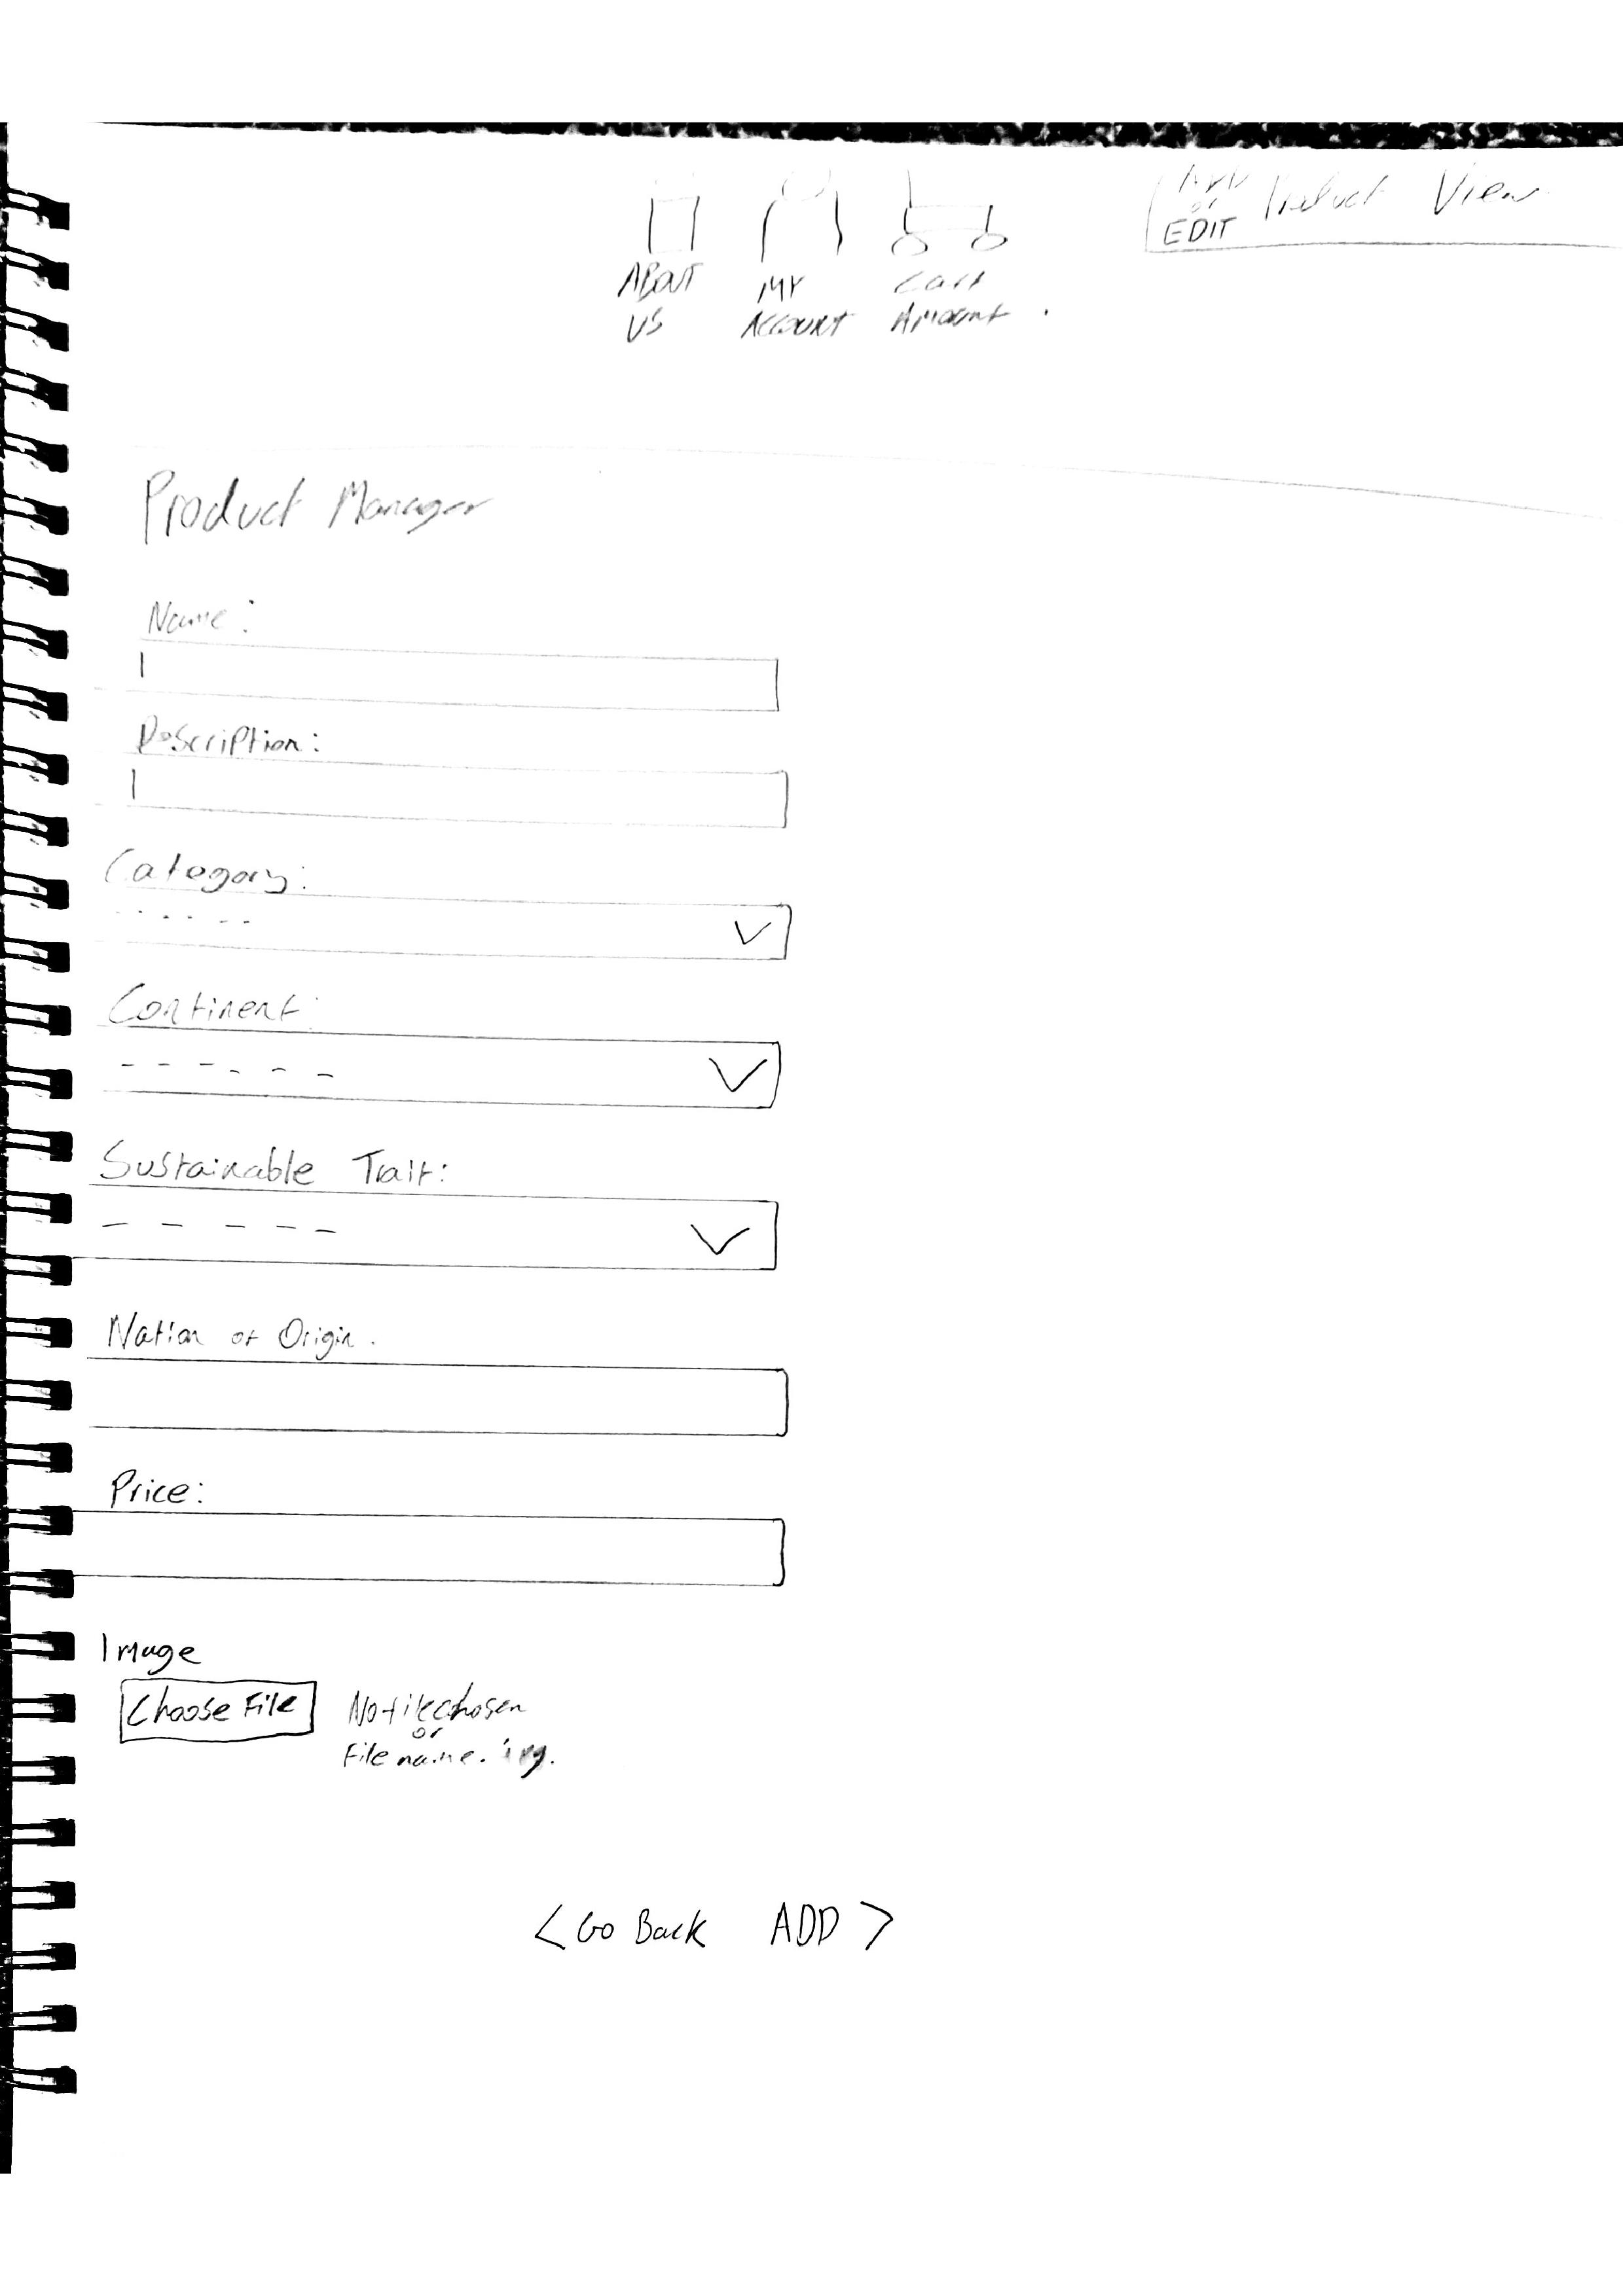 ADD or EDIT Product View
ABOUT US
MY ACCOUNT
Cart Amount.
Product Manager
Name:
Description:
Category:
Continent:
Sustainable Trait:
Nation of Origin.
Price:
Image
Choose File
No file chosen
or
File name.
< Go Back ADD >